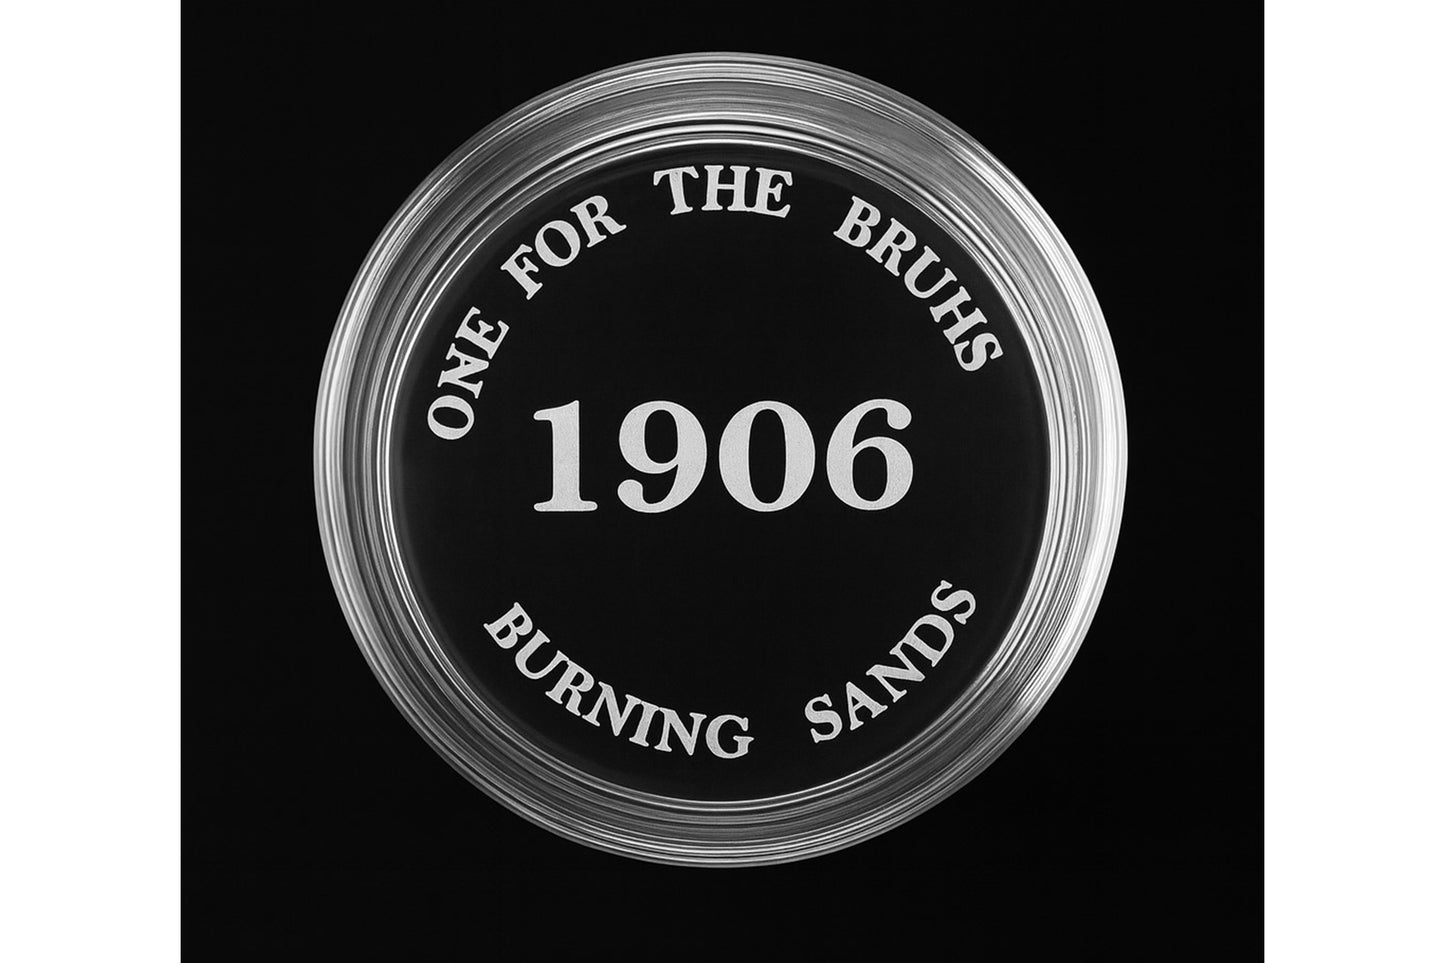 ONE FOR THE BRUHS
1906
BURNING SANDS